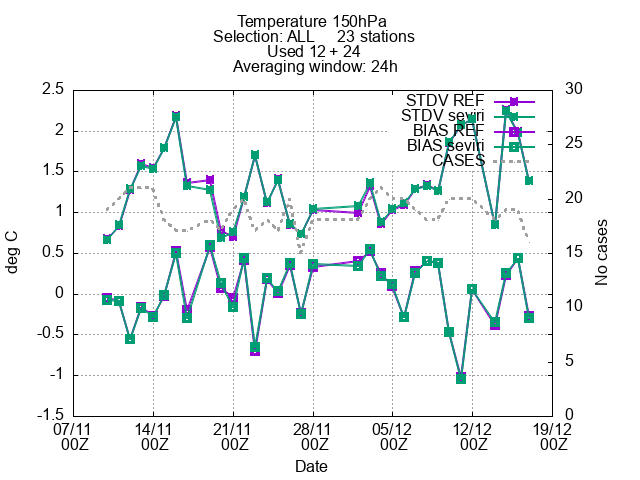 Temperature 150hPa
Selection: ALL 23 stations
Used 12 + 24
Averaging window: 24h
2.5
2
1.5
1
0.5
0
-0.5
-1
-1.5
deg C
30
25
20
15
10
5
0
No cases
STDV REF
STDV seviri
BIAS REF
BIAS seviri
CASES
07/11 14/11 21/11 28/11 05/12 12/12 19/12
00Z 00Z 00Z 00Z 00Z 00Z 00Z
Date